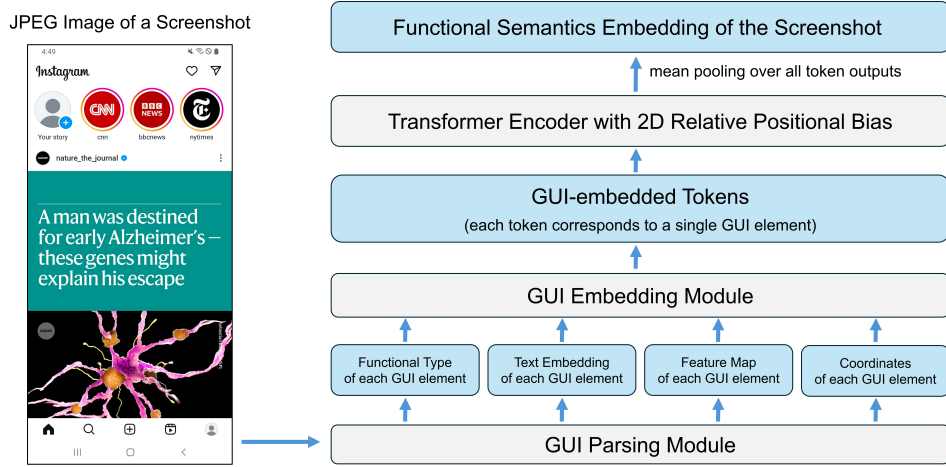 JPEG Image of a Screenshot
4:49
Instagram
CNN
BBC
NEWS
T
Your story
cnn
bbcnews
nytimes
nature_the_journal
A man was destined
for early Alzheimer's –
these genes might
explain his escape
Functional Semantics Embedding of the Screenshot
mean pooling over all token outputs
Transformer Encoder with 2D Relative Positional Bias
GUI-embedded Tokens
(each token corresponds to a single GUI element)
GUI Embedding Module
Functional Type
of each GUI element
Text Embedding
of each GUI element
Feature Map
of each GUI element
Coordinates
of each GUI element
GUI Parsing Module